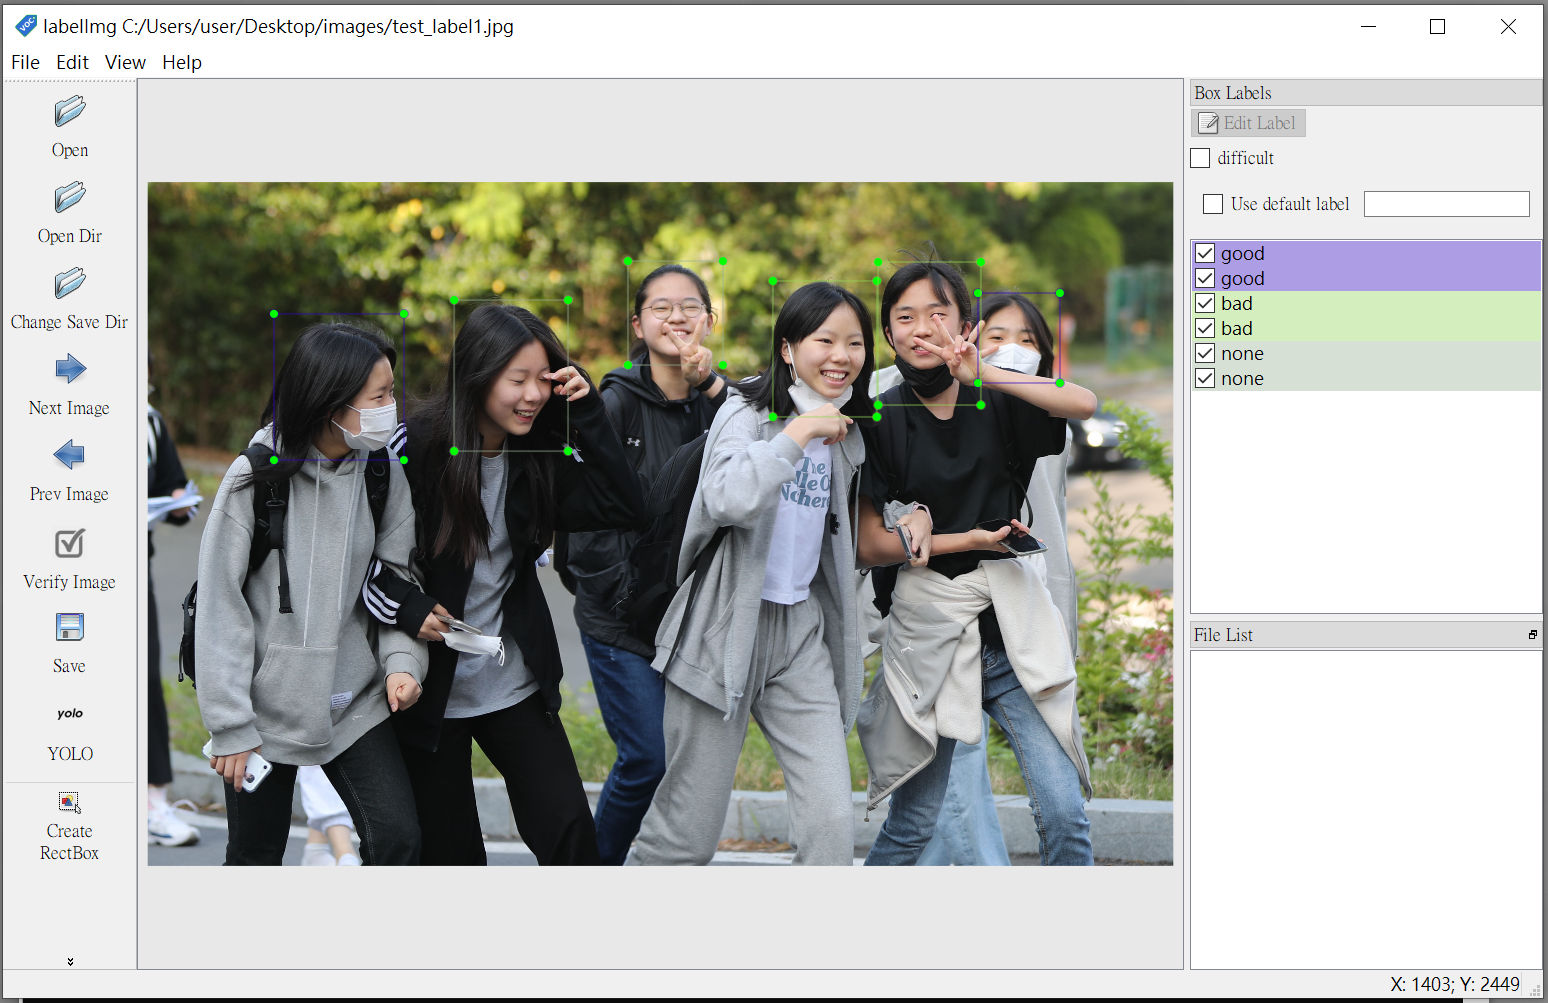 labelImg C:/Users/user/Desktop/images/test_label1.jpg
File Edit View Help
Open
Open Dir
Change Save Dir
Next Image
Prev Image
Verify Image
Save
yolo
YOLO
Create
RectBox
The
Box Labels
Edit Label
difficult
Use default label
good
good
bad
bad
none
none
File List
X: 1403; Y: 2449